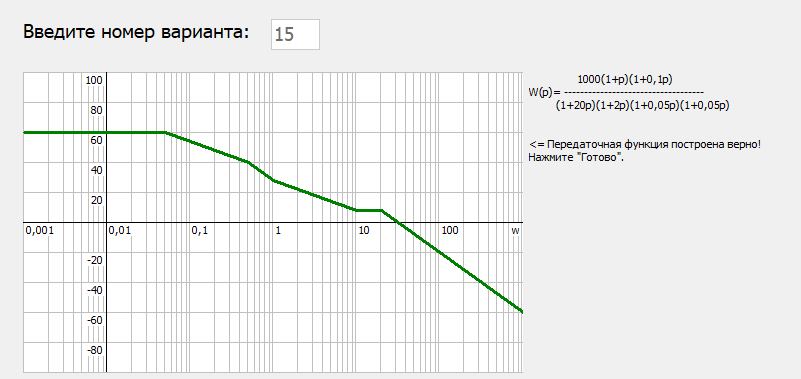 Введите номер варианта: 15
1000(1+p)(1+0,1p)
W(p)= -----------------------------------
(1+20p)(1+2p)(1+0,05p)(1+0,05p)
<= Передаточная функция построена верно!
Нажмите "Готово".
100
80
60
40
20
0,001 0,01 0,1 1 10 100 w
-20
-40
-60
-80